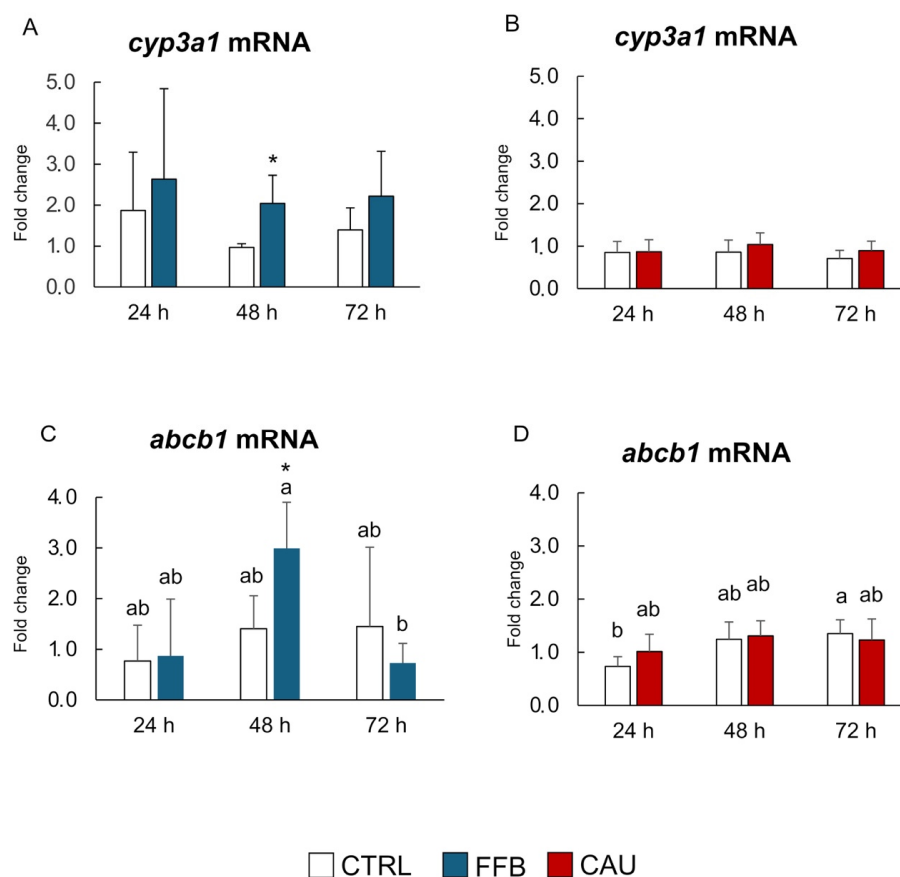 A
cyp3a1 mRNA
5.0
4.0
3.0
2.0
1.0
0.0
Fold change
*
24 h 48 h 72 h
B
cyp3a1 mRNA
5.0
4.0
3.0
2.0
1.0
0.0
Fold change
24 h 48 h 72 h
C
abcb1 mRNA
4.0
3.0
2.0
1.0
0.0
Fold change
*
ab ab ab a ab b
24 h 48 h 72 h
D
abcb1 mRNA
4.0
3.0
2.0
1.0
0.0
Fold change
b ab ab ab a ab
24 h 48 h 72 h
CTRL FFB CAU